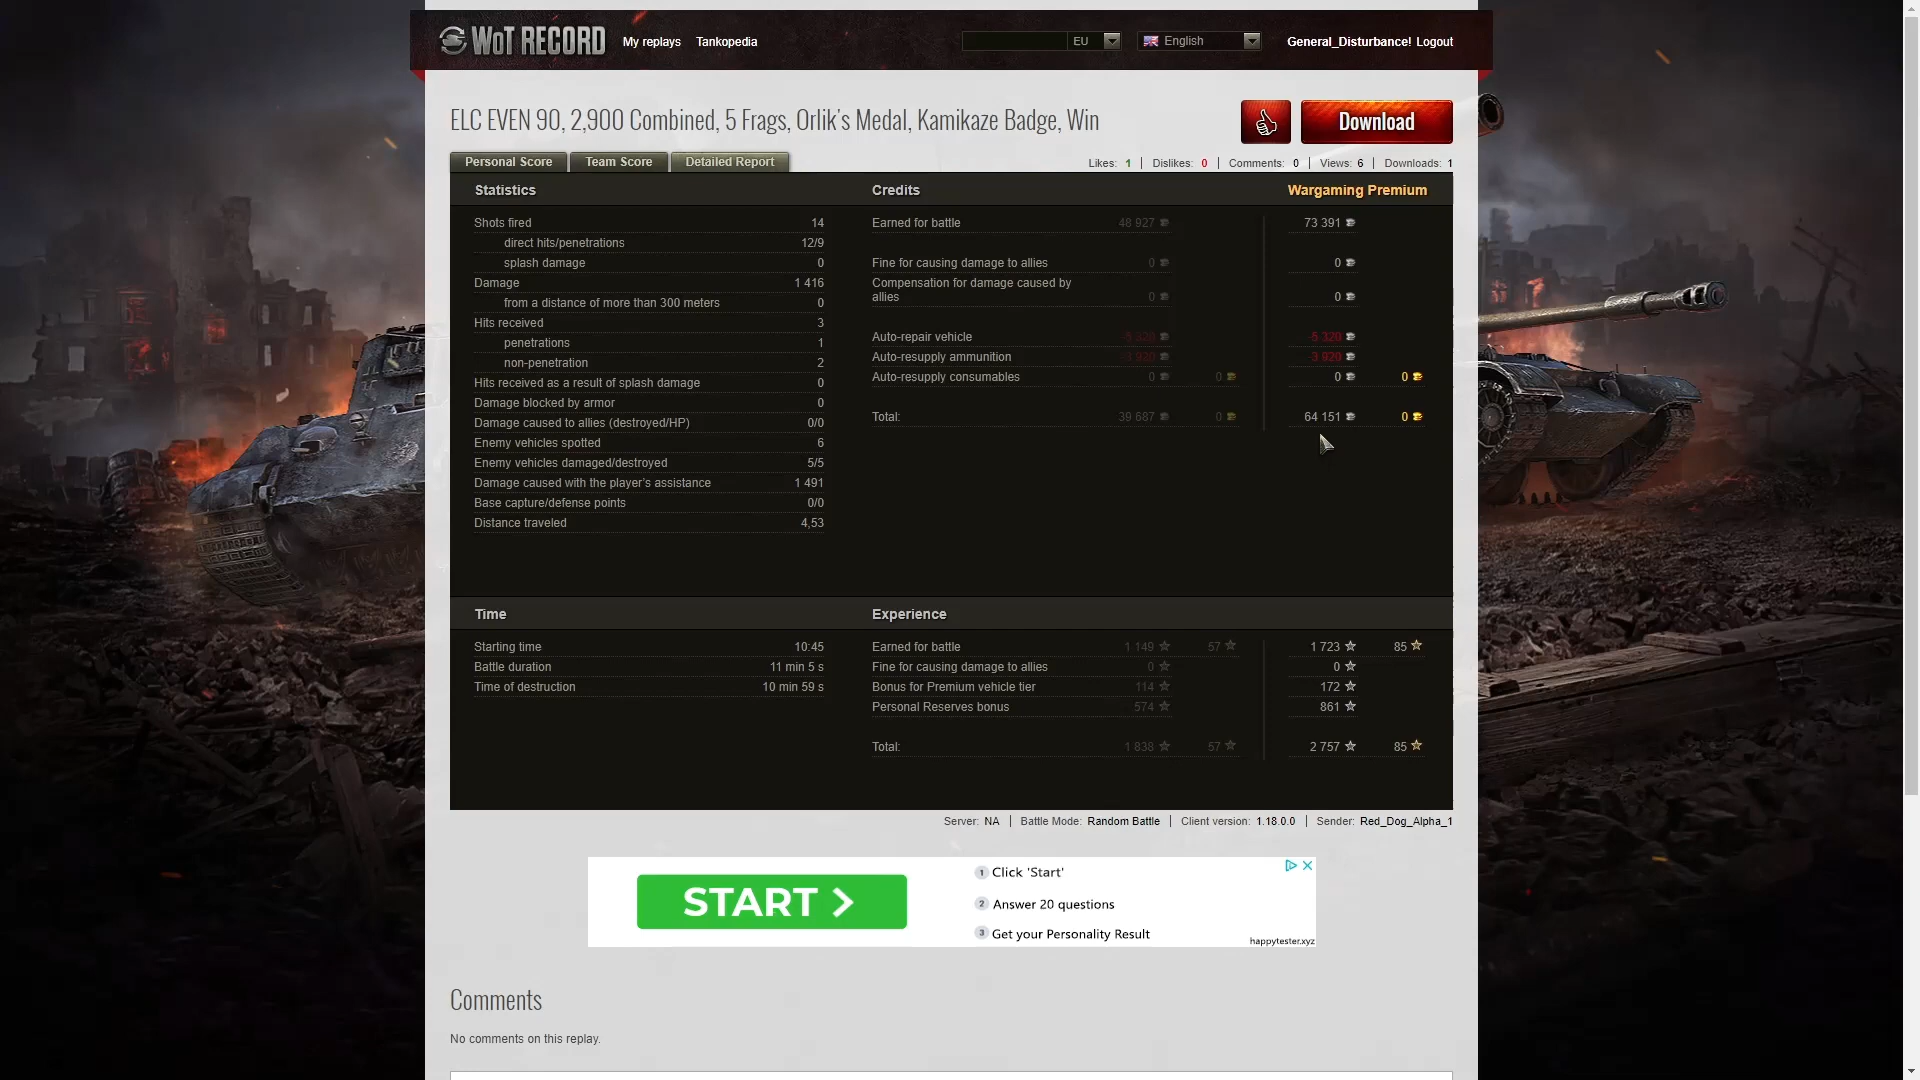 WOT RECORD
My replays Tankopedia
EU
English
General_Disturbance! Logout
ELC EVEN 90, 2,900 Combined, 5 Frags, Orlik's Medal, Kamikaze Badge, Win
Download
Personal Score Team Score Detailed Report
Likes: 1 | Dislikes: 0 | Comments: 0 | Views: 6 | Downloads: 1
Statistics
Shots fired 14
direct hits/penetrations 12/9
splash damage 0
Damage 1 416
from a distance of more than 300 meters 0
Hits received 3
penetrations 1
non-penetration 2
Hits received as a result of splash damage 0
Damage blocked by armor 0
Damage caused to allies (destroyed/HP) 0/0
Enemy vehicles spotted 6
Enemy vehicles damaged/destroyed 5/5
Damage caused with the player's assistance 1 491
Base capture/defense points 0/0
Distance traveled 4,53
Credits Wargaming Premium
Earned for battle 48 927 73 391
Fine for causing damage to allies 0 0
Compensation for damage caused by
allies 0 0
Auto-repair vehicle -5 320 -5 320
Auto-resupply ammunition -3 920 -3 920
Auto-resupply consumables 0 0 0 0
Total: 39 687 0 64 151 0
Time
Starting time 10:45
Battle duration 11 min 5 s
Time of destruction 10 min 59 s
Experience
Earned for battle 1 149 57 1 723 85
Fine for causing damage to allies 0 0
Bonus for Premium vehicle tier 114 172
Personal Reserves bonus 574 861
Total: 1 838 57 2 757 85
Server: NA | Battle Mode: Random Battle | Client version: 1.18.0.0 | Sender: Red_Dog_Alpha_1
START >
1 Click 'Start'
2 Answer 20 questions
3 Get your Personality Result
happytester.xyz
Comments
No comments on this replay.